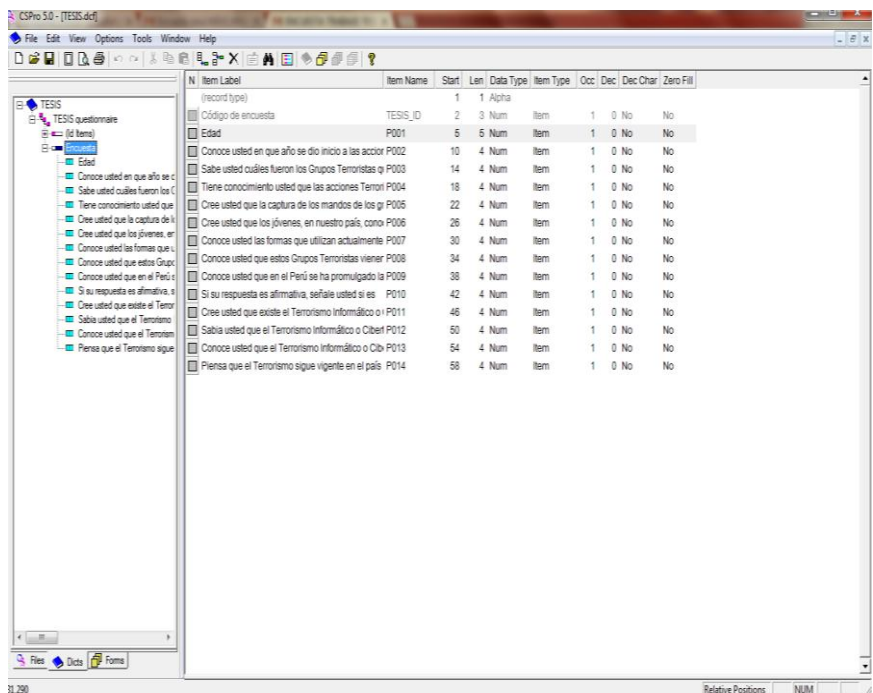 CSPro 5.0 - [TESIS.dcf]
File Edit View Options Tools Window Help
N Item Label Item Name Start Len Data Type Item Type Occ Dec Dec Char Zero Fill
(record type) 1 1 Alpha
Código de encuesta TESIS_ID 2 3 Num Item 1 0 No No
Edad P001 5 5 Num Item 1 0 No No
Conoce usted en que año se dio inicio a las accior P002 10 4 Num Item 1 0 No No
Sabe usted cuáles fueron los Grupos Terroristas q P003 14 4 Num Item 1 0 No No
Tiene conocimiento usted que las acciones Terrori P004 18 4 Num Item 1 0 No No
Cree usted que la captura de los mandos de los g P005 22 4 Num Item 1 0 No No
Cree usted que los jóvenes, en nuestro país, cono P006 26 4 Num Item 1 0 No No
Conoce usted las formas que utilizan actualmente P007 30 4 Num Item 1 0 No No
Conoce usted que estos Grupos Terroristas viener P008 34 4 Num Item 1 0 No No
Conoce usted que en el Perú se ha promulgado la P009 38 4 Num Item 1 0 No No
Si su respuesta es afirmativa, señale usted si es P010 42 4 Num Item 1 0 No No
Cree usted que existe el Terrorismo Informático o P011 46 4 Num Item 1 0 No No
Sabia usted que el Terrorismo Informático o Ciber P012 50 4 Num Item 1 0 No No
Conoce usted que el Terrorismo Informático o Cib P013 54 4 Num Item 1 0 No No
Piensa que el Terrorismo sigue vigente en el país P014 58 4 Num Item 1 0 No No
TESIS
TESIS questionnaire
(Id Items)
Encuesta
Edad
Conoce usted en que año se d
Sabe usted cuáles fueron los
Tiene conocimiento usted que
Cree usted que la captura de l
Cree usted que los jóvenes, en
Conoce usted las formas que u
Conoce usted que estos Grup
Conoce usted que en el Perú s
Si su respuesta es afirmativa, s
Cree usted que existe el Terror
Sabia usted que el Terrorismo
Conoce usted que el Terrorism
Piensa que el Terrorismo sigue
Files Dicts Forms
31.290 Relative Positions NUM